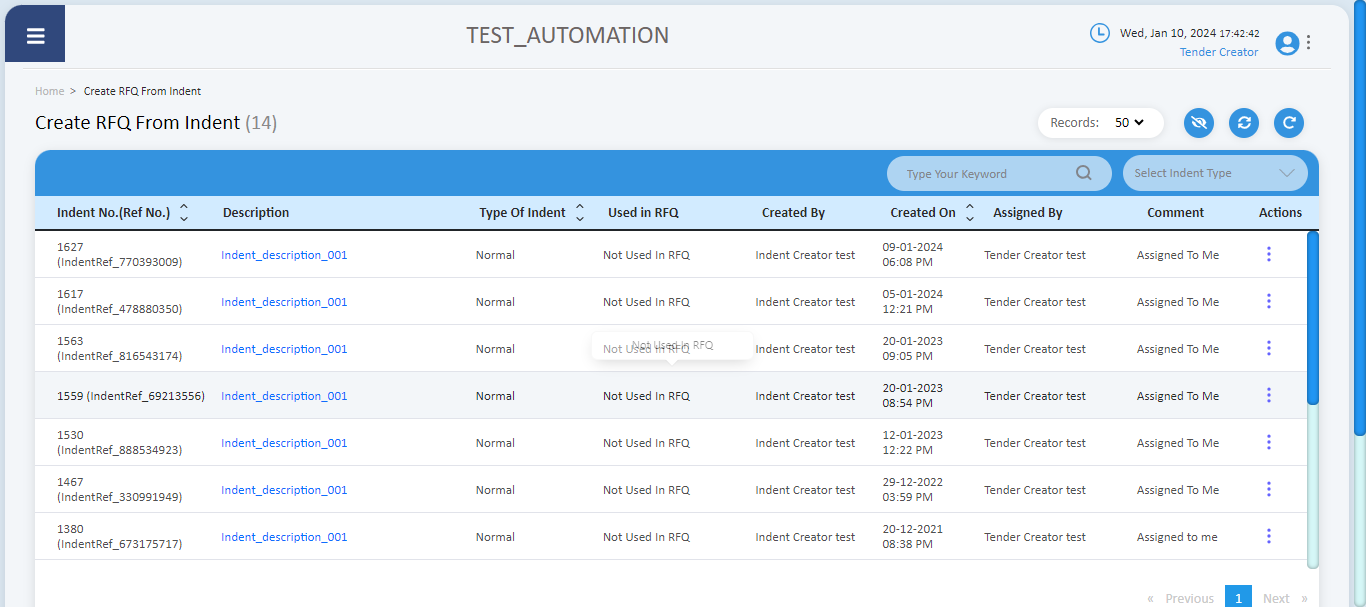 TEST_AUTOMATION
Wed, Jan 10, 2024 17:42:42
Tender Creator
Home > Create RFQ From Indent
Create RFQ From Indent (14)
Records: 50
Type Your Keyword
Select Indent Type
Indent No.(Ref No.) Description Type Of Indent Used in RFQ Created By Created On Assigned By Comment Actions
1627
(IndentRef_770393009)
Indent_description_001 Normal Not Used In RFQ Indent Creator test
09-01-2024
06:08 PM
Tender Creator test Assigned To Me
1617
(IndentRef_478880350)
Indent_description_001 Normal Not Used In RFQ Indent Creator test
05-01-2024
12:21 PM
Tender Creator test Assigned To Me
1563
(IndentRef_816543174)
Indent_description_001 Normal Not Used In RFQ Indent Creator test
Not Used In RFQ
20-01-2023
09:05 PM
Tender Creator test Assigned To Me
1559 (IndentRef_69213556) Indent_description_001 Normal Not Used In RFQ Indent Creator test
20-01-2023
08:54 PM
Tender Creator test Assigned To Me
1530
(IndentRef_888534923)
Indent_description_001 Normal Not Used In RFQ Indent Creator test
12-01-2023
12:22 PM
Tender Creator test Assigned To Me
1467
(IndentRef_330991949)
Indent_description_001 Normal Not Used In RFQ Indent Creator test
29-12-2022
03:59 PM
Tender Creator test Assigned To Me
1380
(IndentRef_673175717)
Indent_description_001 Normal Not Used In RFQ Indent Creator test
20-12-2021
08:38 PM
Tender Creator test Assigned to me
« Previous 1 Next »